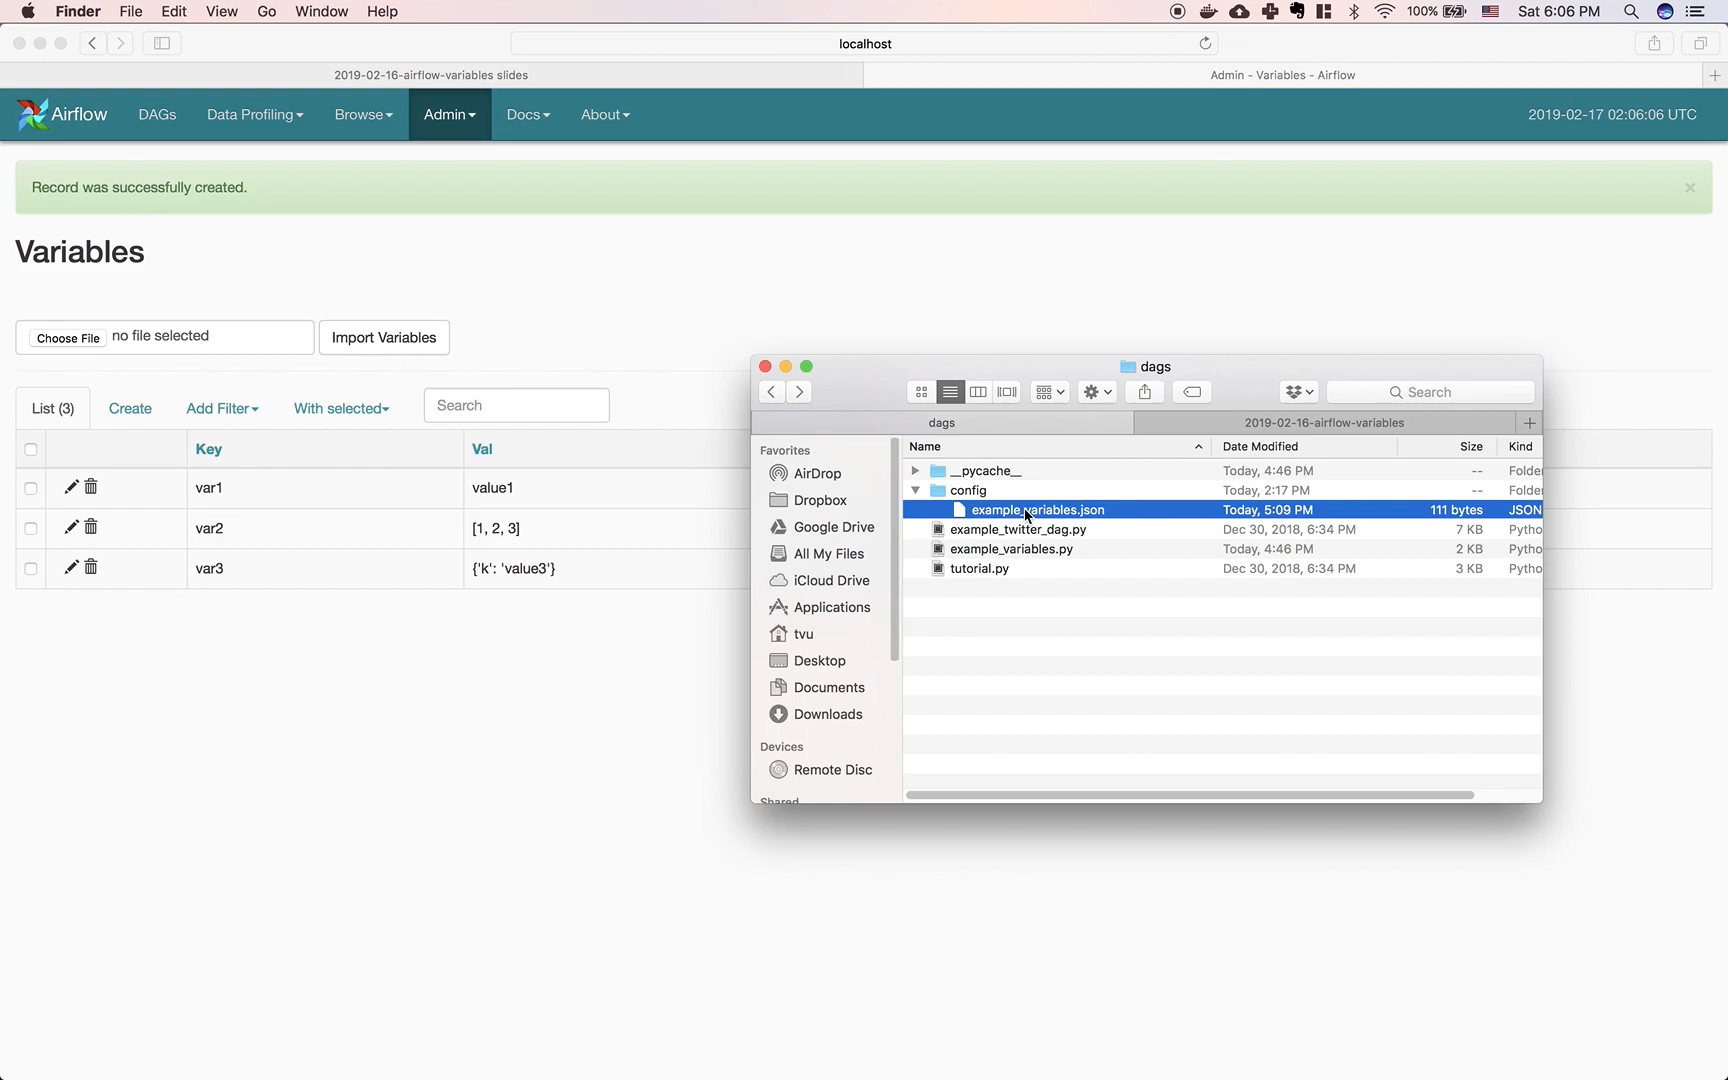 Finder File Edit View Go Window Help 100% Sat 6:06 PM
localhost
2019-02-16-airflow-variables slides Admin - Variables - Airflow
Airflow DAGs Data Profiling Browse Admin Docs About 2019-02-17 02:06:06 UTC
Record was successfully created. ×
Variables
Choose File no file selected Import Variables
List (3) Create Add Filter With selected Search
Key Val
var1 value1
var2 [1, 2, 3]
var3 {'k': 'value3'}
dags
Search
dags 2019-02-16-airflow-variables
Favorites
AirDrop
Dropbox
Google Drive
All My Files
iCloud Drive
Applications
tvu
Desktop
Documents
Downloads
Devices
Remote Disc
Shared
Name Date Modified Size Kind
__pycache__ Today, 4:46 PM -- Folde
config Today, 2:17 PM -- Folde
example_variables.json Today, 5:09 PM 111 bytes JSON
example_twitter_dag.py Dec 30, 2018, 6:34 PM 7 KB Pytho
example_variables.py Today, 4:46 PM 2 KB Pytho
tutorial.py Dec 30, 2018, 6:34 PM 3 KB Pytho